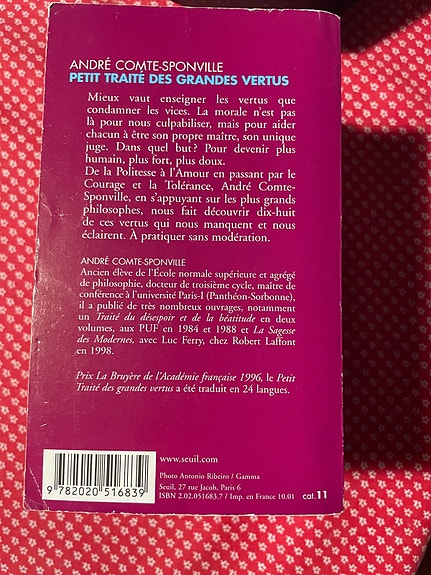 ANDRÉ COMTE-SPONVILLE
PETIT TRAITÉ DES GRANDES VERTUS
Mieux vaut enseigner les vertus que
condamner les vices. La morale n'est pas
là pour nous culpabiliser, mais pour aider
chacun à être son propre maître, son unique
juge. Dans quel but ? Pour devenir plus
humain, plus fort, plus doux.
De la Politesse à l'Amour en passant par le
Courage et la Tolérance, André Comte-
Sponville, en s'appuyant sur les plus grands
philosophes, nous fait découvrir dix-huit
de ces vertus qui nous manquent et nous
éclairent. À pratiquer sans modération.
ANDRÉ COMTE-SPONVILLE
Ancien élève de l'École normale supérieure et agrégé
de philosophie, docteur de troisième cycle, maître de
conférence à l'université Paris-I (Panthéon-Sorbonne),
il a publié de très nombreux ouvrages, notamment
un Traité du désespoir et de la béatitude en deux
volumes, aux PUF en 1984 et 1988 et La Sagesse
des Modernes, avec Luc Ferry, chez Robert Laffont
en 1998.
Prix La Bruyère de l'Académie française 1996, le Petit
Traité des grandes vertus a été traduit en 24 langues.
www.seuil.com
Photo Antonio Ribeiro / Gamma
Seuil, 27 rue Jacob, Paris 6
ISBN 2.02.051683.7 / Imp. en France 10.01 cat.11
9 782020 516839